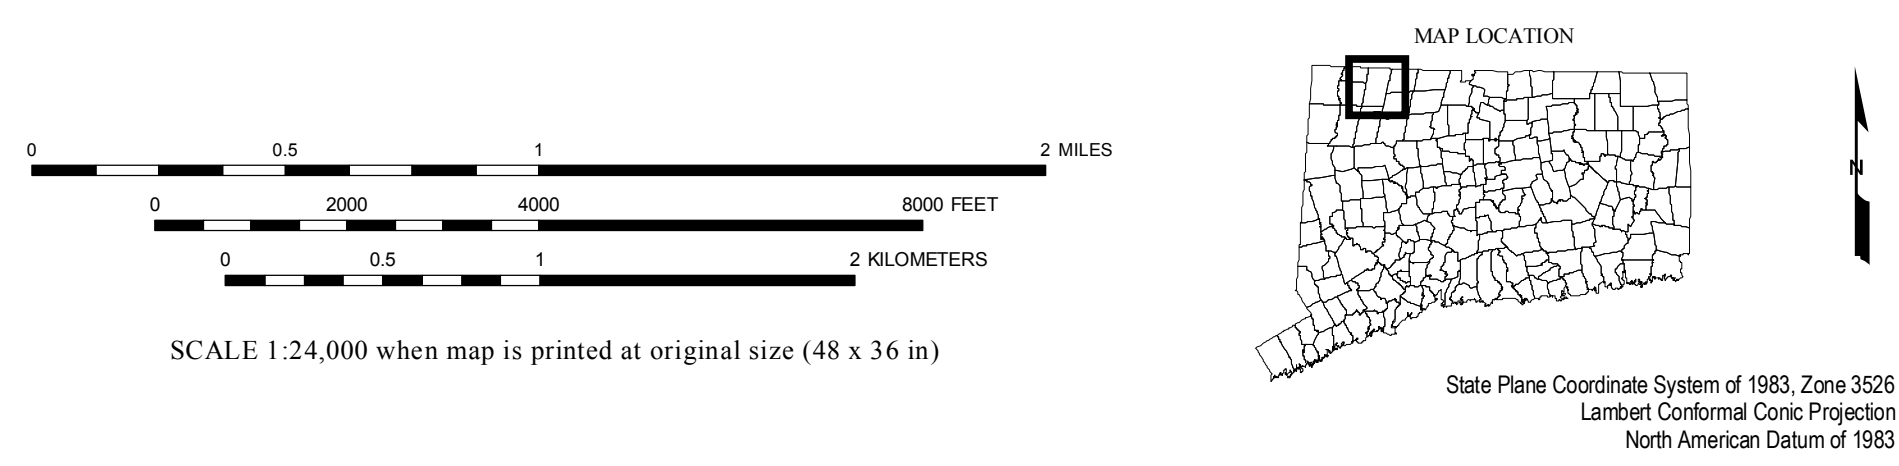 0 0.5 1 2 MILES
0 2000 4000 8000 FEET
0 0.5 1 2 KILOMETERS
SCALE 1:24,000 when map is printed at original size (48 x 36 in)
MAP LOCATION
N
State Plane Coordinate System of 1983, Zone 3526
Lambert Conformal Conic Projection
North American Datum of 1983